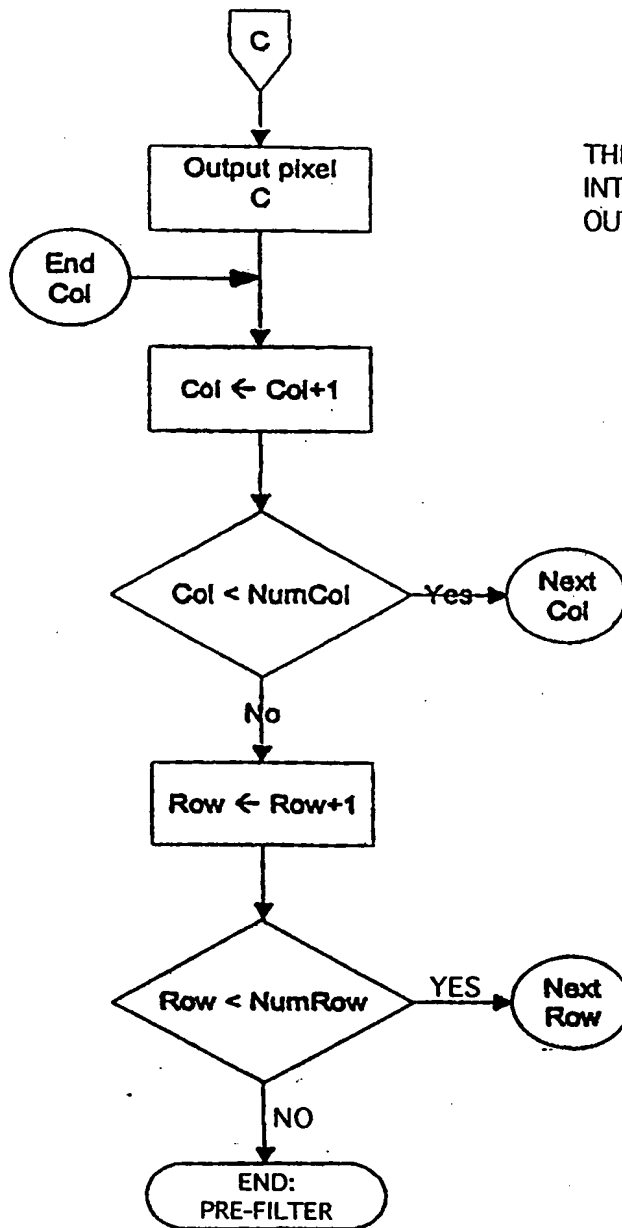 C
Output pixel
C
THI
INT
OUT
End
Col
Col ← Col+1
Col < NumCol
Yes
Next
Col
No
Row ← Row+1
Row < NumRow
YES
Next
Row
NO
END:
PRE-FILTER